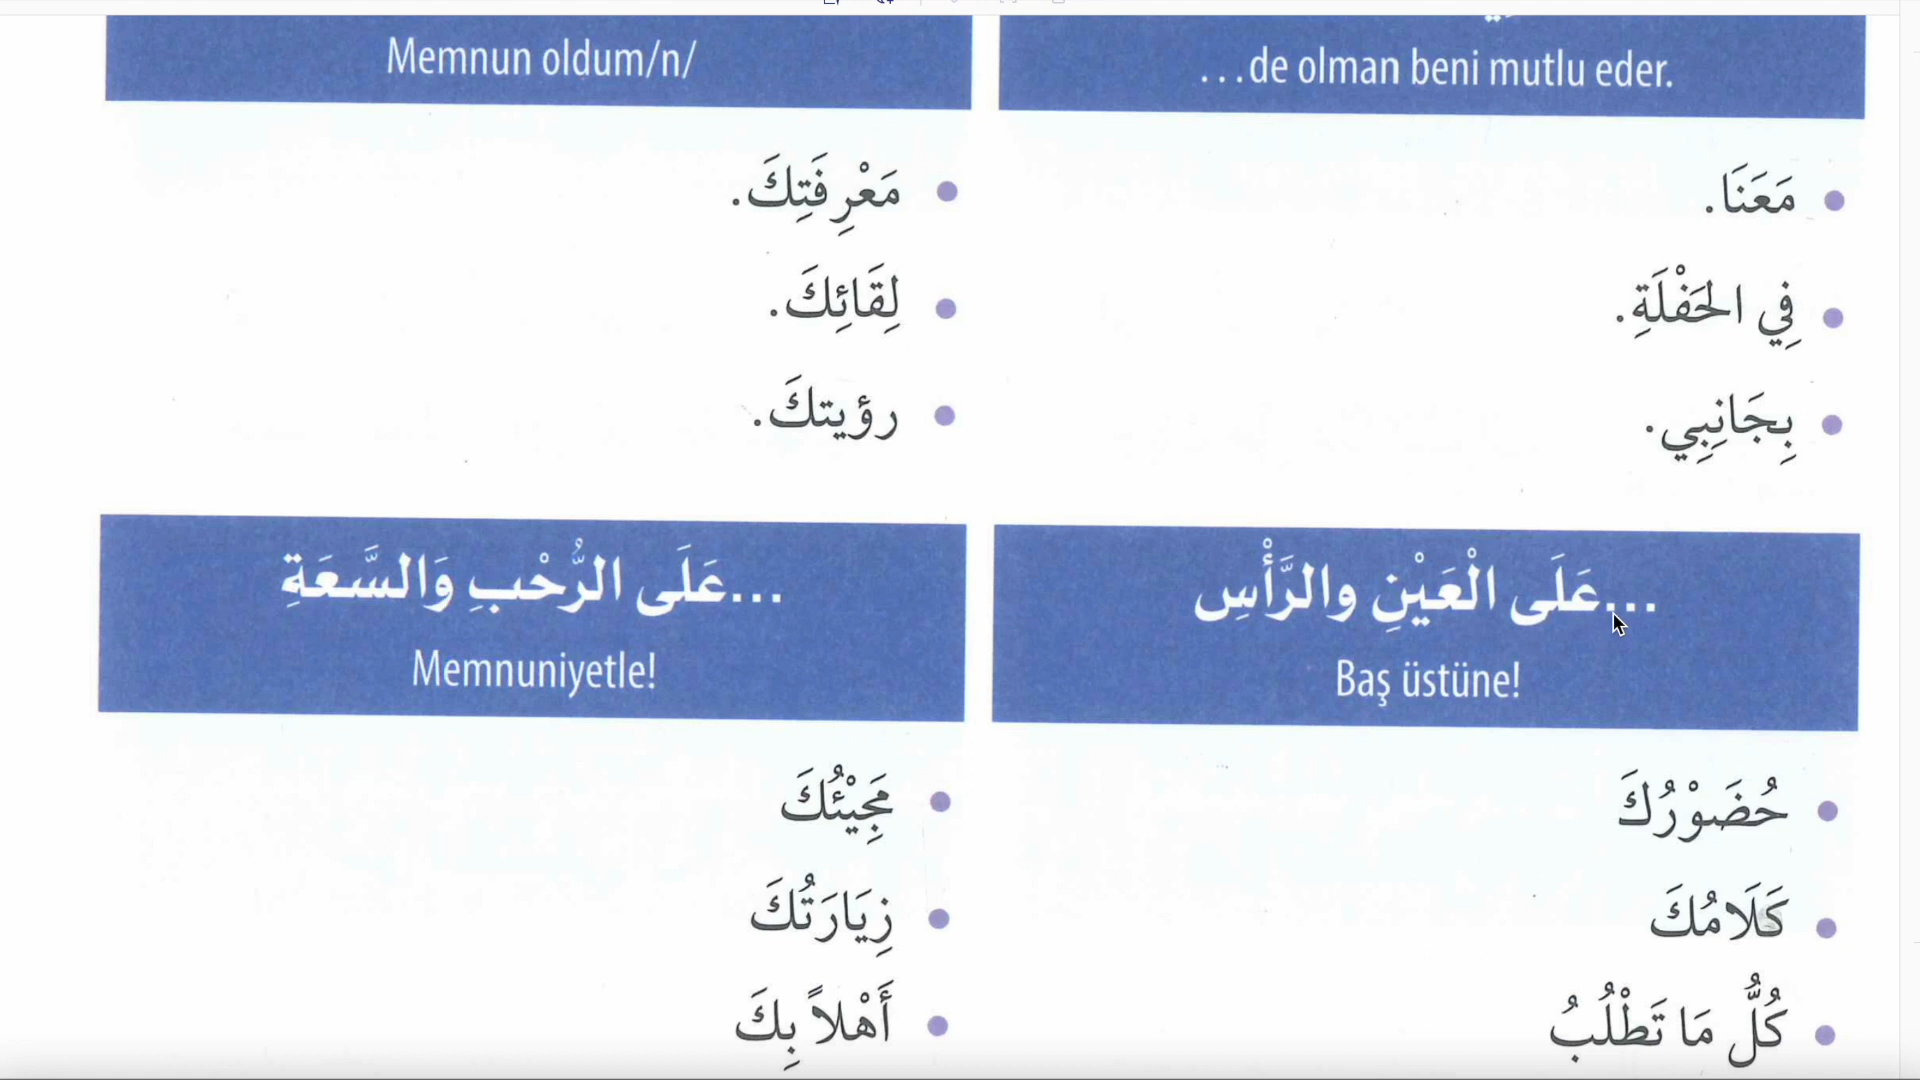 ...de olman beni mutlu eder.
مَعَنَا.
فِي الحَفْلَةِ.
بِجَانِبِي.
Memnun oldum/n/
مَعْرِفَتِكَ.
لِقَائِكَ.
رؤيتكَ.
...عَلَى الْعَيْنِ والرَّأْسِ
Baş üstüne!
حُضَوْرُكَ
كَلَامُكَ
كُلُّ مَا تَطْلُبُ
...عَلَى الرُّحْبِ وَالسَّعَةِ
Memnuniyetle!
مَجِيْئُكَ
زِيَارَتُكَ
أَهْلاً بِكَ